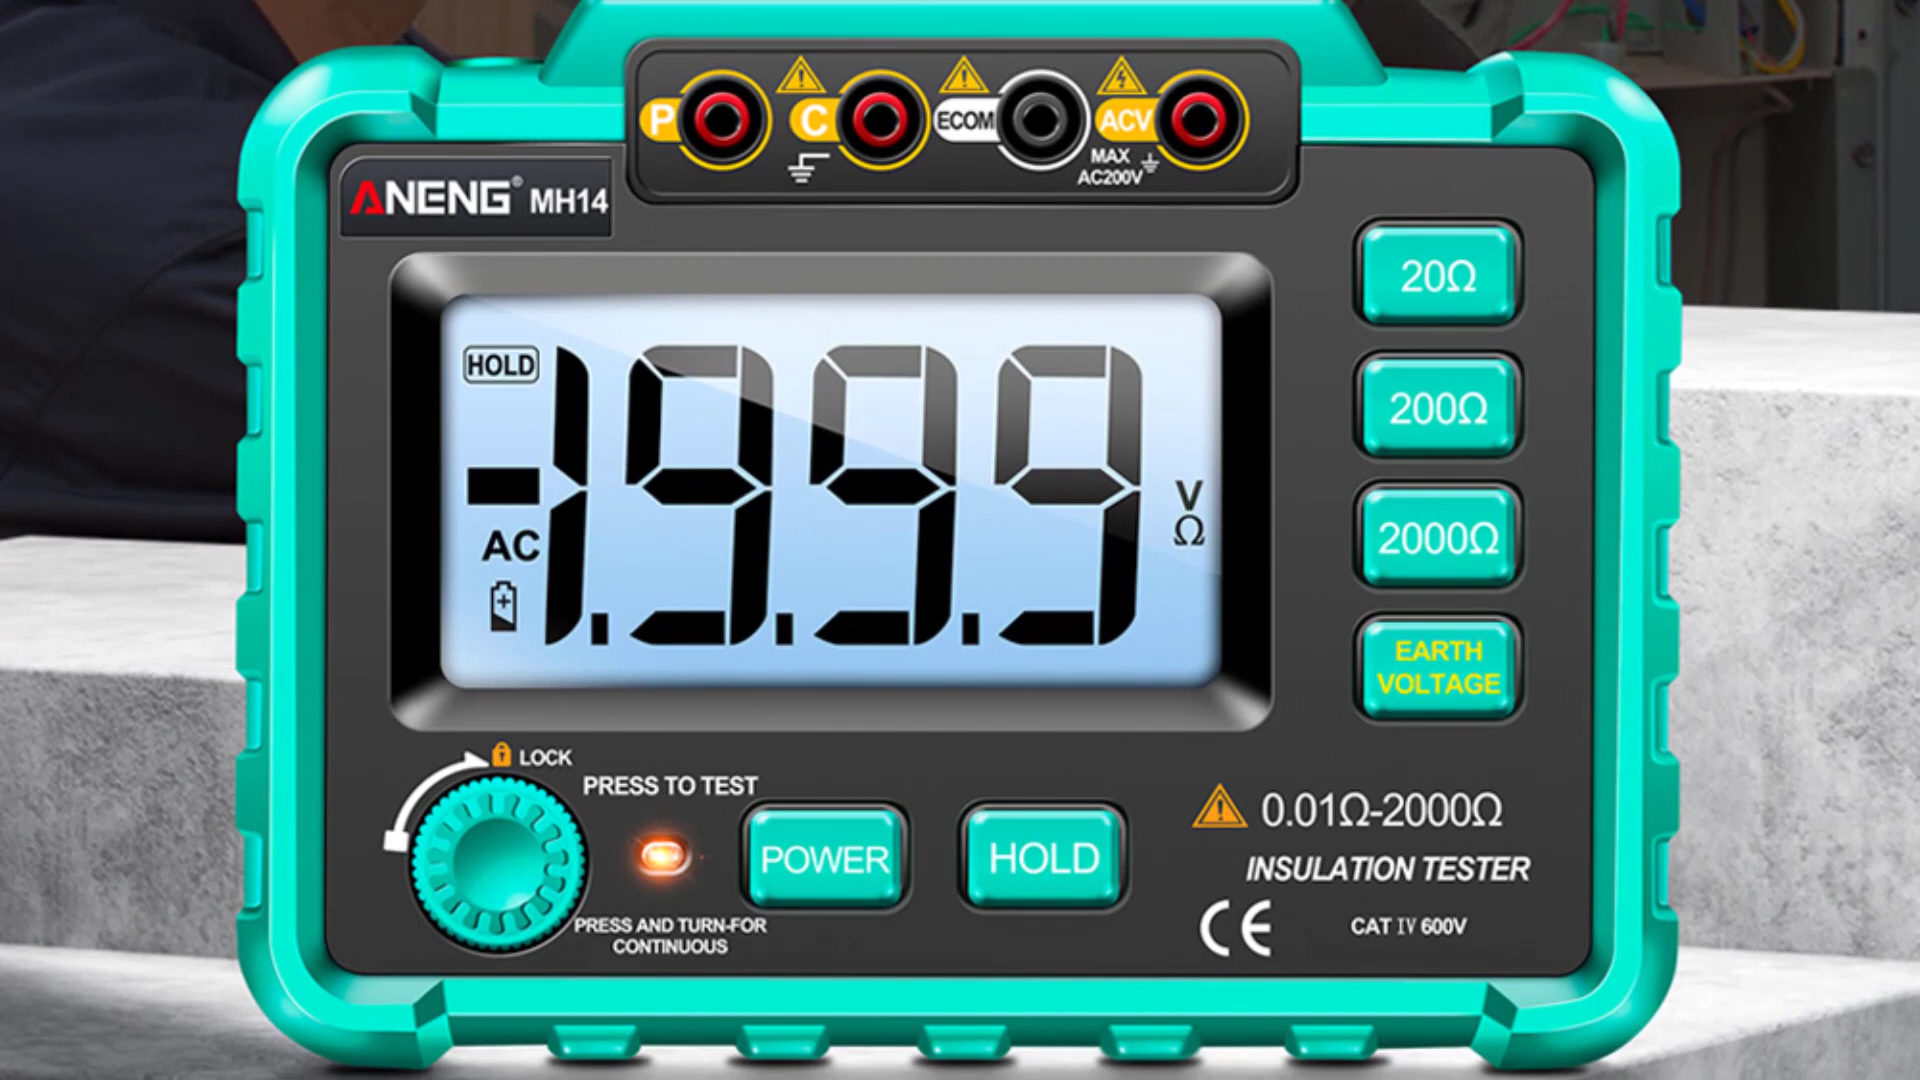 P C ECOM ACV
MAX
AC200V
ANENG® MH14
20Ω
HOLD
-1.9.9.9
200Ω
V
Ω
AC
2000Ω
EARTH
VOLTAGE
LOCK
PRESS TO TEST
0.01Ω-2000Ω
POWER
HOLD
INSULATION TESTER
PRESS AND TURN-FOR
CONTINUOUS
CE
CAT IV 600V